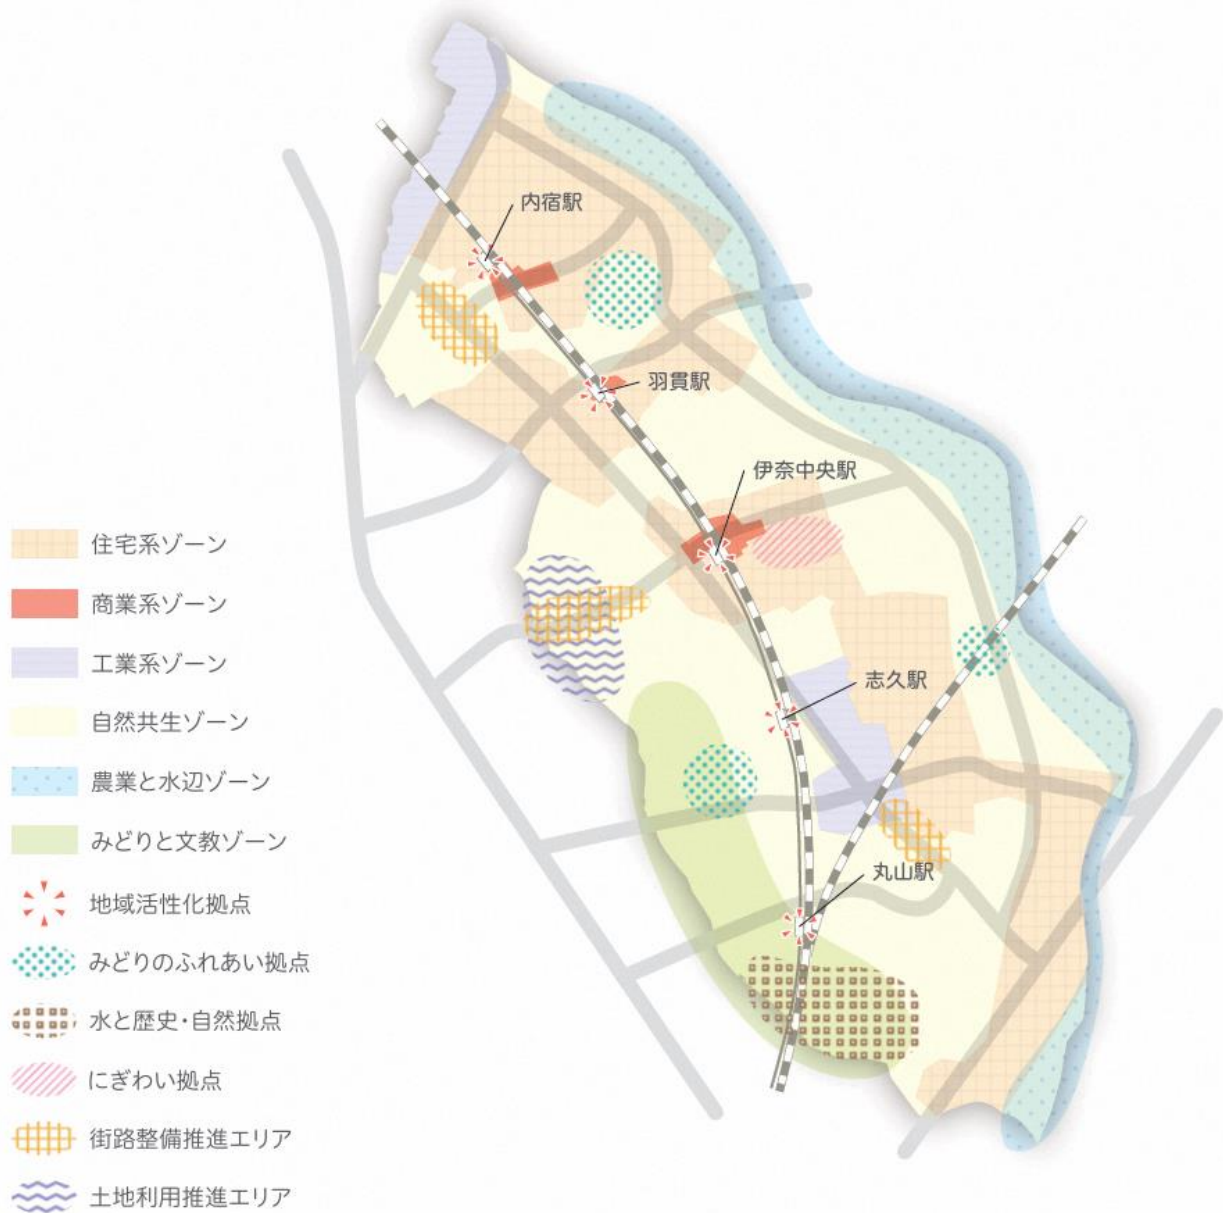 内宿駅
羽貫駅
伊奈中央駅
志久駅
丸山駅
住宅系ゾーン
商業系ゾーン
工業系ゾーン
自然共生ゾーン
農業と水辺ゾーン
みどりと文教ゾーン
地域活性化拠点
みどりのふれあい拠点
水と歴史・自然拠点
にぎわい拠点
街路整備推進エリア
土地利用推進エリア